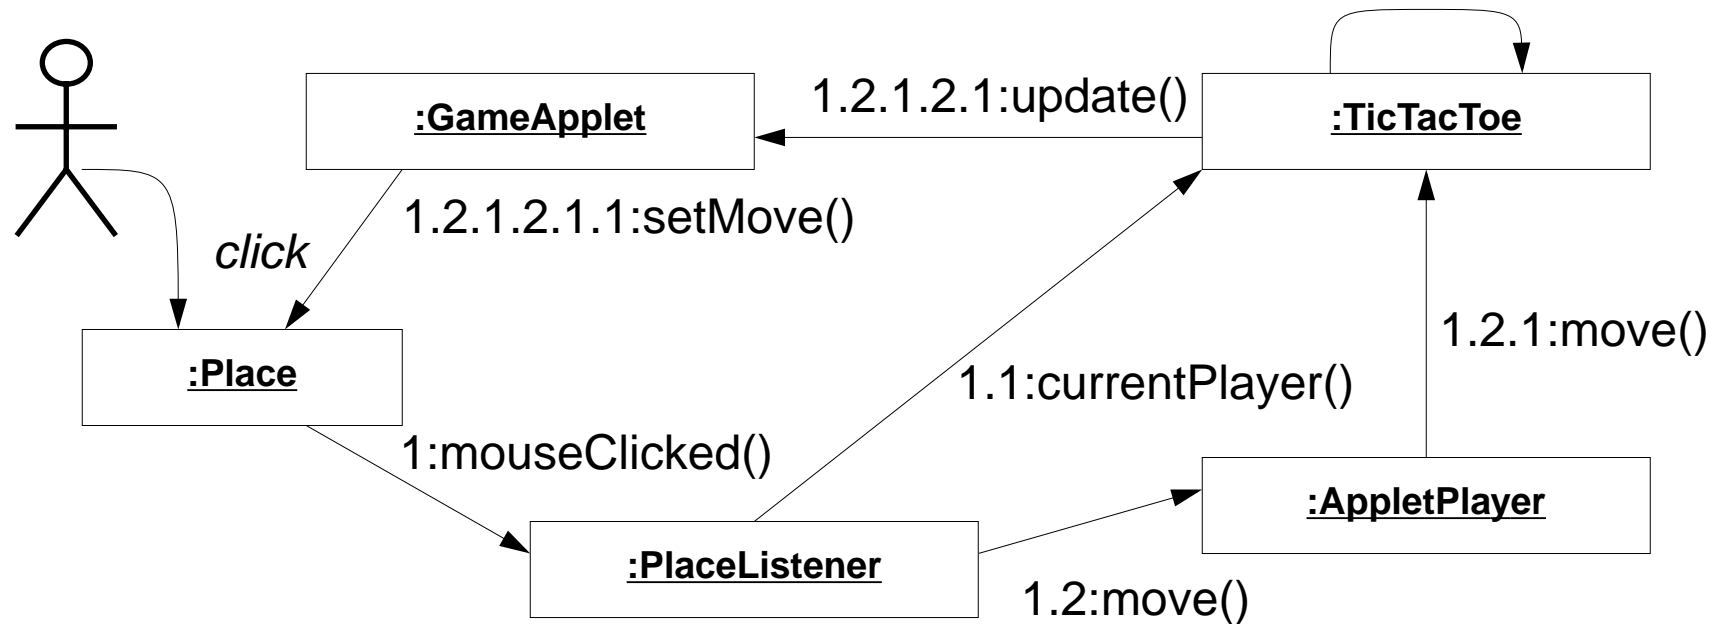 :GameApplet
1.2.1.2.1:update()
:TicTacToe
1.2.1.2.1.1:setMove()
click
:Place
1.2.1:move()
1.1:currentPlayer()
1:mouseClicked()
:AppletPlayer
:PlaceListener
1.2:move()